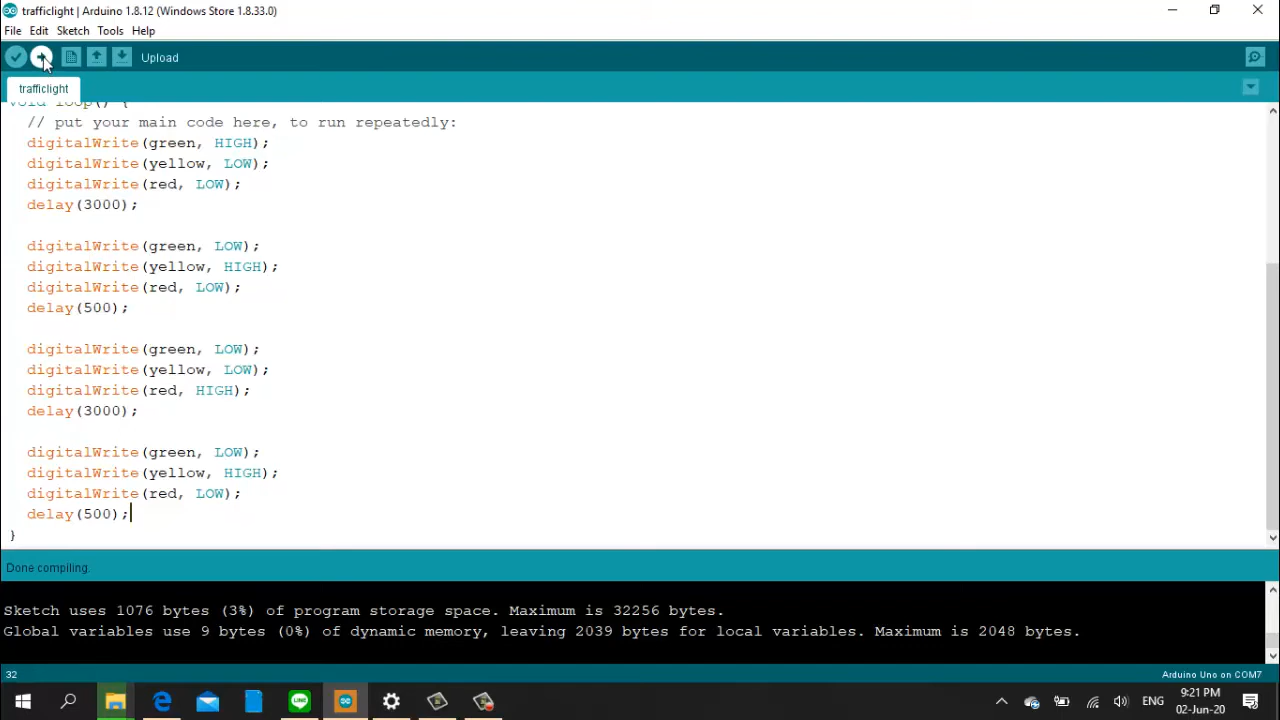 trafficlight | Arduino 1.8.12 (Windows Store 1.8.33.0)
File Edit Sketch Tools Help
Upload
trafficlight
void loop() {
// put your main code here, to run repeatedly:
digitalWrite(green, HIGH);
digitalWrite(yellow, LOW);
digitalWrite(red, LOW);
delay(3000);
digitalWrite(green, LOW);
digitalWrite(yellow, HIGH);
digitalWrite(red, LOW);
delay(500);
digitalWrite(green, LOW);
digitalWrite(yellow, LOW);
digitalWrite(red, HIGH);
delay(3000);
digitalWrite(green, LOW);
digitalWrite(yellow, HIGH);
digitalWrite(red, LOW);
delay(500);
}
Done compiling.
Sketch uses 1076 bytes (3%) of program storage space. Maximum is 32256 bytes.
Global variables use 9 bytes (0%) of dynamic memory, leaving 2039 bytes for local variables. Maximum is 2048 bytes.
32 Arduino Uno on COM7
LINE
ENG
9:21 PM
02-Jun-20